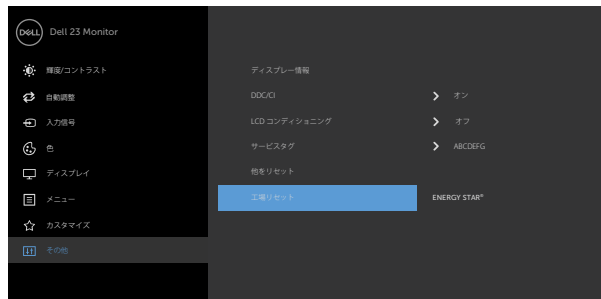 DELL
Dell 23 Monitor
輝度/コントラスト
自動調整
入力信号
色
ディスプレイ
メニュー
カスタマイズ
その他
ディスプレー情報
DDC/CI オン
LCD コンディショニング オフ
サービスタグ ABCDEFG
他をリセット
工場リセット ENERGY STAR®